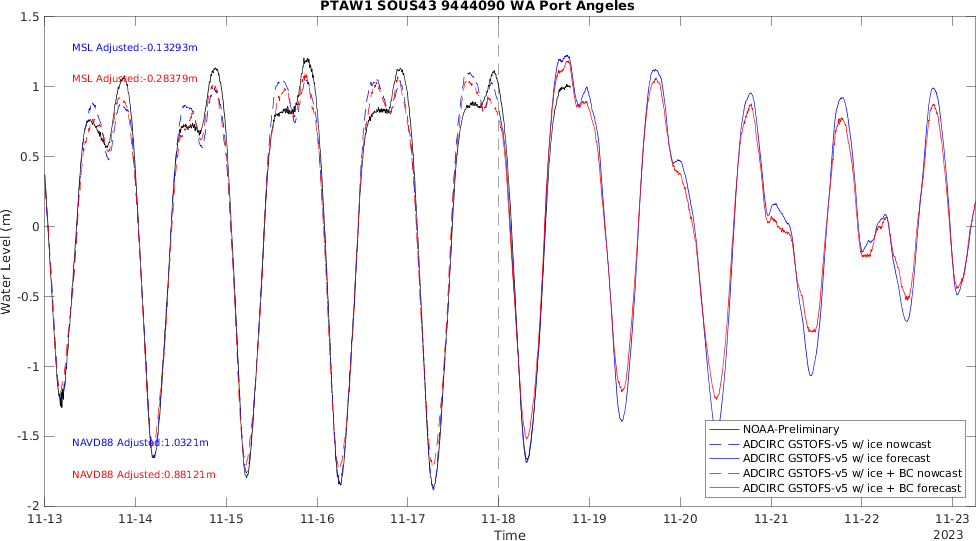 PTAW1 SOUS43 9444090 WA Port Angeles
1.5
1
0.5
0
-0.5
-1
-1.5
-2
Water Level (m)
MSL Adjusted:-0.13293m
MSL Adjusted:-0.28379m
NAVD88 Adjusted:1.0321m
NAVD88 Adjusted:0.88121m
NOAA-Preliminary
ADCIRC GSTOFS-v5 w/ ice nowcast
ADCIRC GSTOFS-v5 w/ ice forecast
ADCIRC GSTOFS-v5 w/ ice + BC nowcast
ADCIRC GSTOFS-v5 w/ ice + BC forecast
11-13 11-14 11-15 11-16 11-17 11-18 11-19 11-20 11-21 11-22 11-23
2023
Time